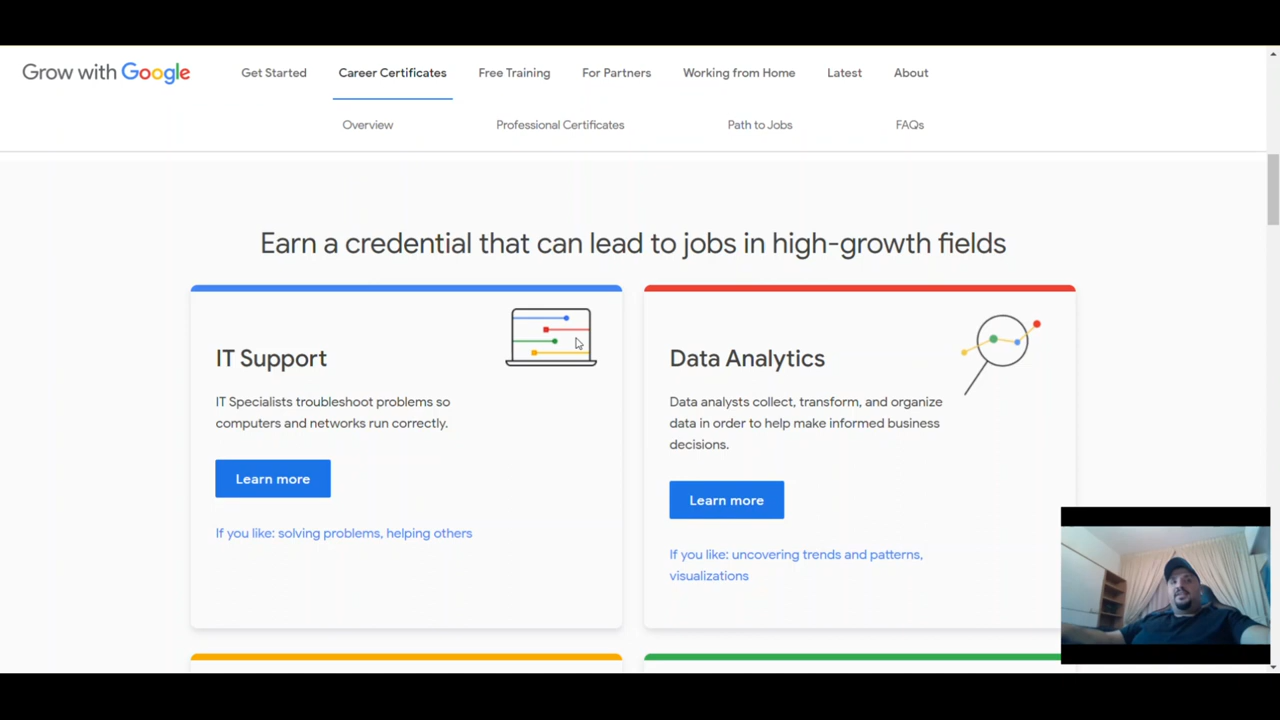 Grow with Google
Get Started Career Certificates Free Training For Partners Working from Home Latest About
Overview Professional Certificates Path to Jobs FAQs
Earn a credential that can lead to jobs in high-growth fields
IT Support
IT Specialists troubleshoot problems so
computers and networks run correctly.
Learn more
If you like: solving problems, helping others
Data Analytics
Data analysts collect, transform, and organize
data in order to help make informed business
decisions.
Learn more
If you like: uncovering trends and patterns,
visualizations